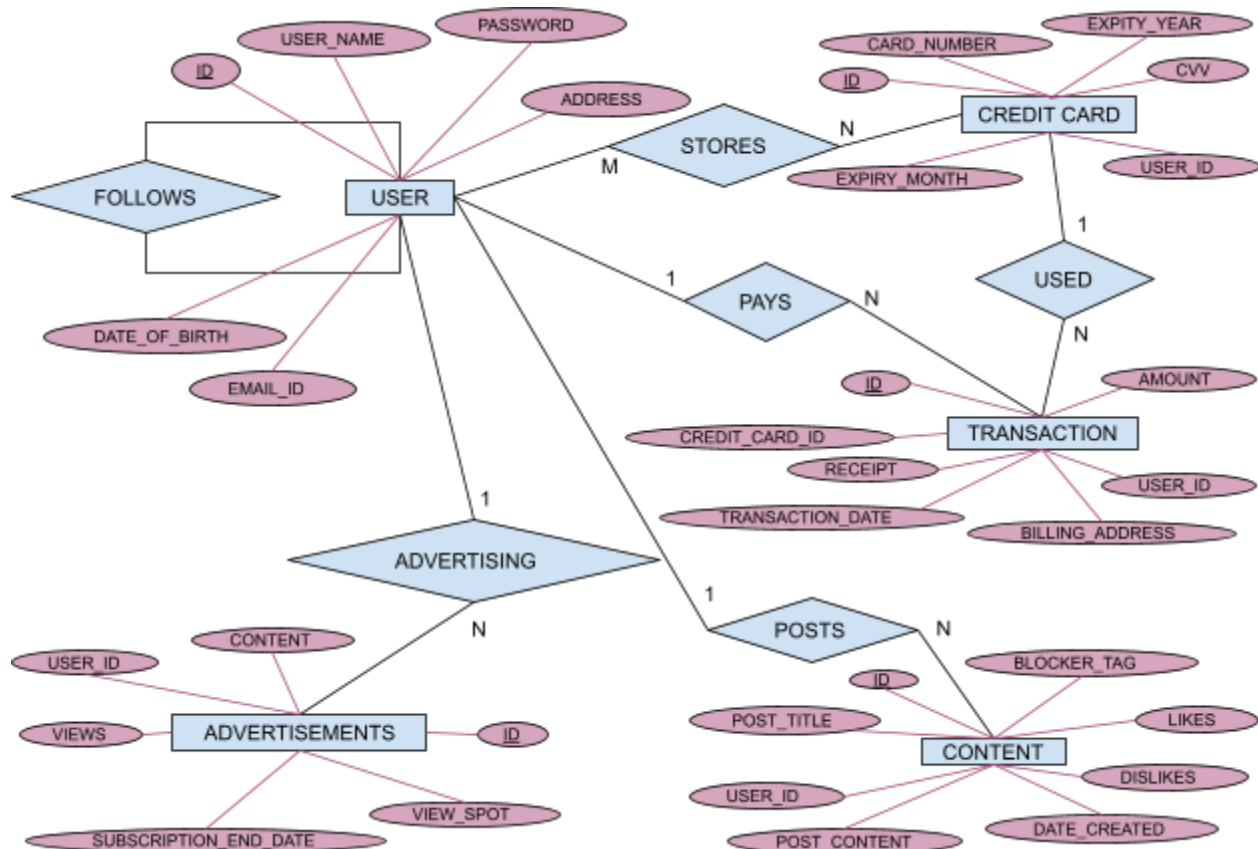 PASSWORD
USER_NAME
ID
ADDRESS
FOLLOWS
USER
DATE_OF_BIRTH
EMAIL_ID
M
STORES
N
EXPITY_YEAR
CARD_NUMBER
ID
CVV
CREDIT CARD
EXPIRY_MONTH
USER_ID
1
PAYS
N
1
USED
N
ID
AMOUNT
CREDIT_CARD_ID
TRANSACTION
RECEIPT
USER_ID
TRANSACTION_DATE
BILLING_ADDRESS
1
ADVERTISING
N
CONTENT
USER_ID
VIEWS
ADVERTISEMENTS
ID
VIEW_SPOT
SUBSCRIPTION_END_DATE
1
POSTS
N
BLOCKER_TAG
ID
POST_TITLE
LIKES
CONTENT
DISLIKES
USER_ID
DATE_CREATED
POST_CONTENT